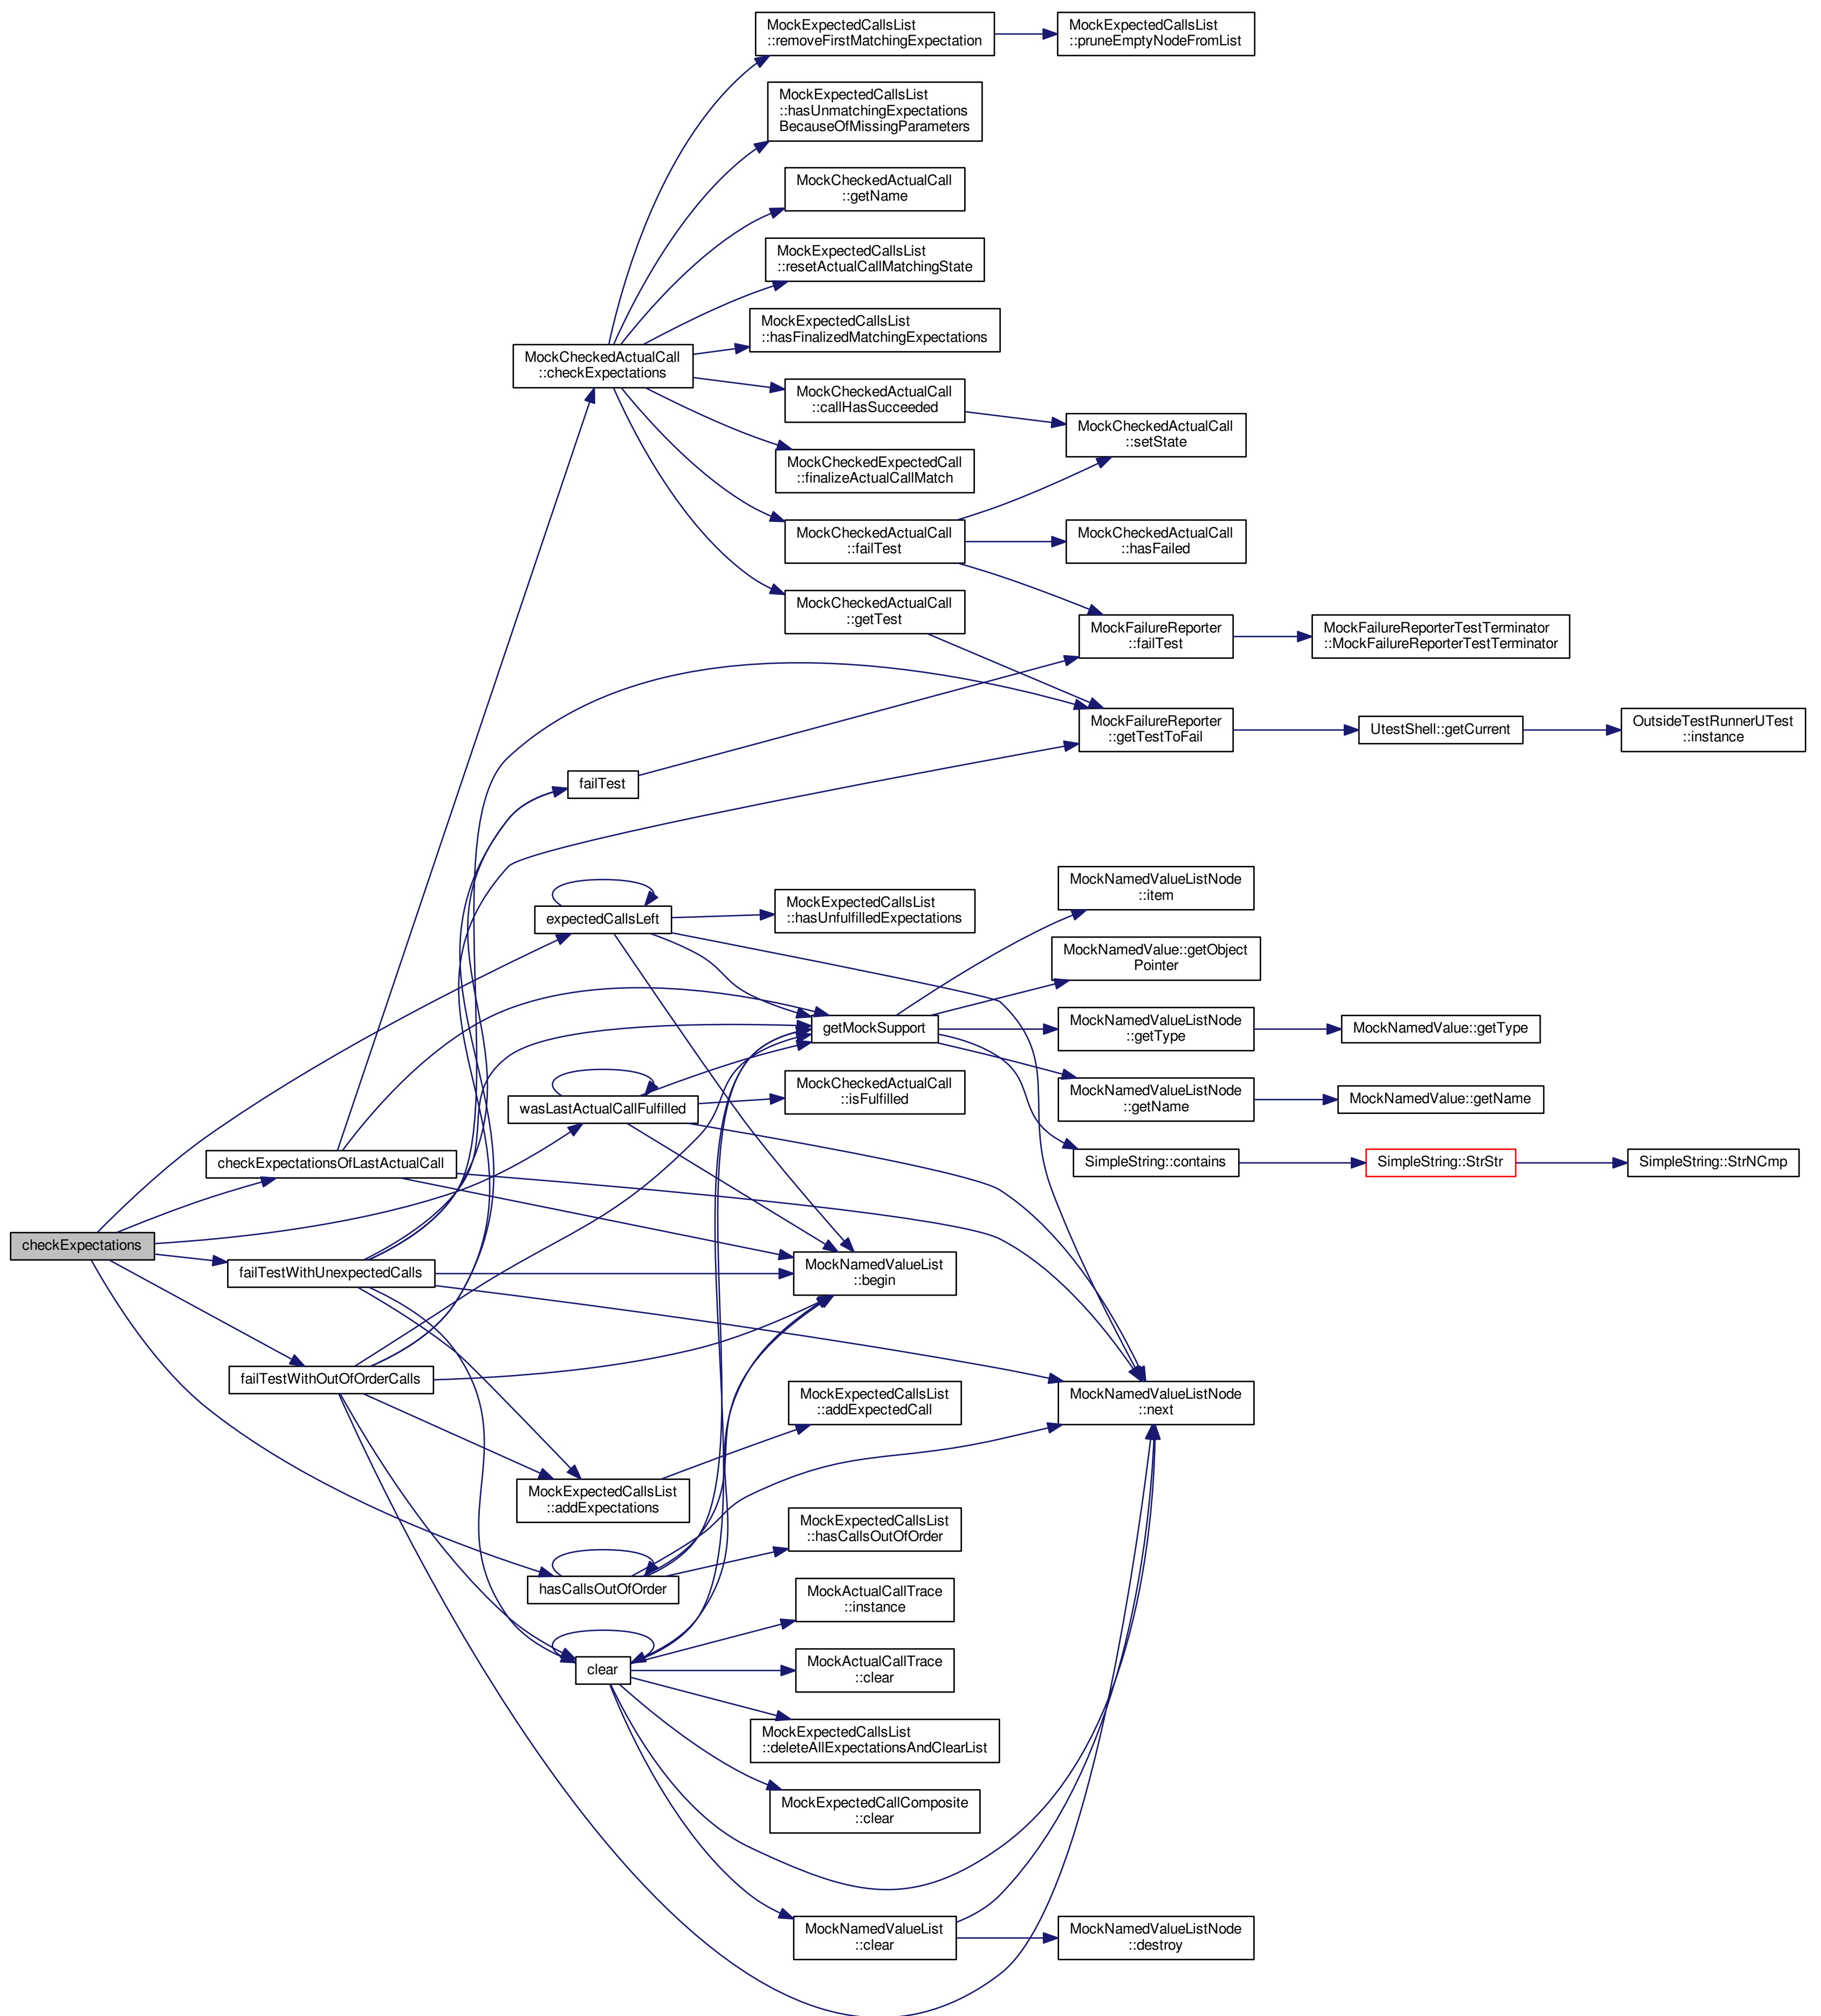 MockExpectedCallsList
::removeFirstMatchingExpectation
MockExpectedCallsList
::pruneEmptyNodeFromList
MockExpectedCallsList
::hasUnmatchingExpectations
BecauseOfMissingParameters
MockCheckedActualCall
::getName
MockExpectedCallsList
::resetActualCallMatchingState
MockExpectedCallsList
::hasFinalizedMatchingExpectations
MockCheckedActualCall
::checkExpectations
MockCheckedActualCall
::callHasSucceeded
MockCheckedActualCall
::setState
MockCheckedExpectedCall
::finalizeActualCallMatch
MockCheckedActualCall
::failTest
MockCheckedActualCall
::hasFailed
MockCheckedActualCall
::getTest
MockFailureReporter
::failTest
MockFailureReporterTestTerminator
::MockFailureReporterTestTerminator
MockFailureReporter
::getTestToFail
UtestShell::getCurrent
OutsideTestRunnerUTest
::instance
failTest
MockNamedValueListNode
::item
expectedCallsLeft
MockExpectedCallsList
::hasUnfulfilledExpectations
MockNamedValue::getObject
Pointer
getMockSupport
MockNamedValueListNode
::getType
MockNamedValue::getType
MockCheckedActualCall
::isFulfilled
wasLastActualCallFulfilled
MockNamedValueListNode
::getName
MockNamedValue::getName
checkExpectationsOfLastActualCall
SimpleString::contains
SimpleString::StrStr
SimpleString::StrNCmp
checkExpectations
failTestWithUnexpectedCalls
MockNamedValueList
::begin
failTestWithOutOfOrderCalls
MockExpectedCallsList
::addExpectedCall
MockNamedValueListNode
::next
MockExpectedCallsList
::addExpectations
MockExpectedCallsList
::hasCallsOutOfOrder
hasCallsOutOfOrder
MockActualCallTrace
::instance
clear
MockActualCallTrace
::clear
MockExpectedCallsList
::deleteAllExpectationsAndClearList
MockExpectedCallComposite
::clear
MockNamedValueList
::clear
MockNamedValueListNode
::destroy